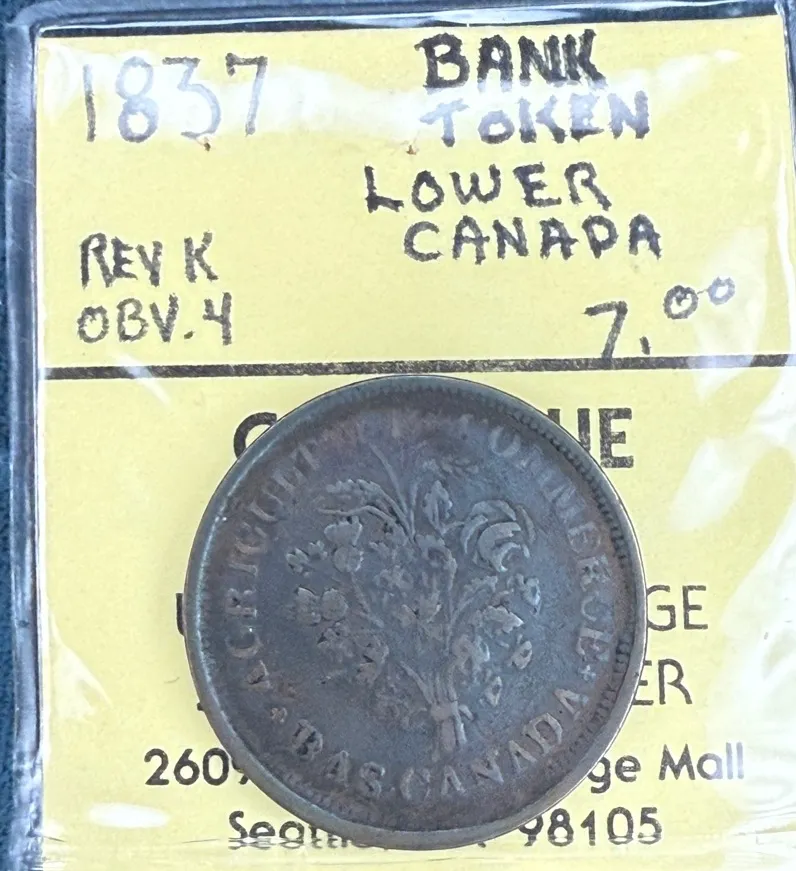 1837
BANK
TOKEN
LOWER
CANADA
REV K
OBV. 4
7.00
UE
GE
ER
ge Mall
98105
AGRICULTURE & COMMERCE
BAS. CANADA